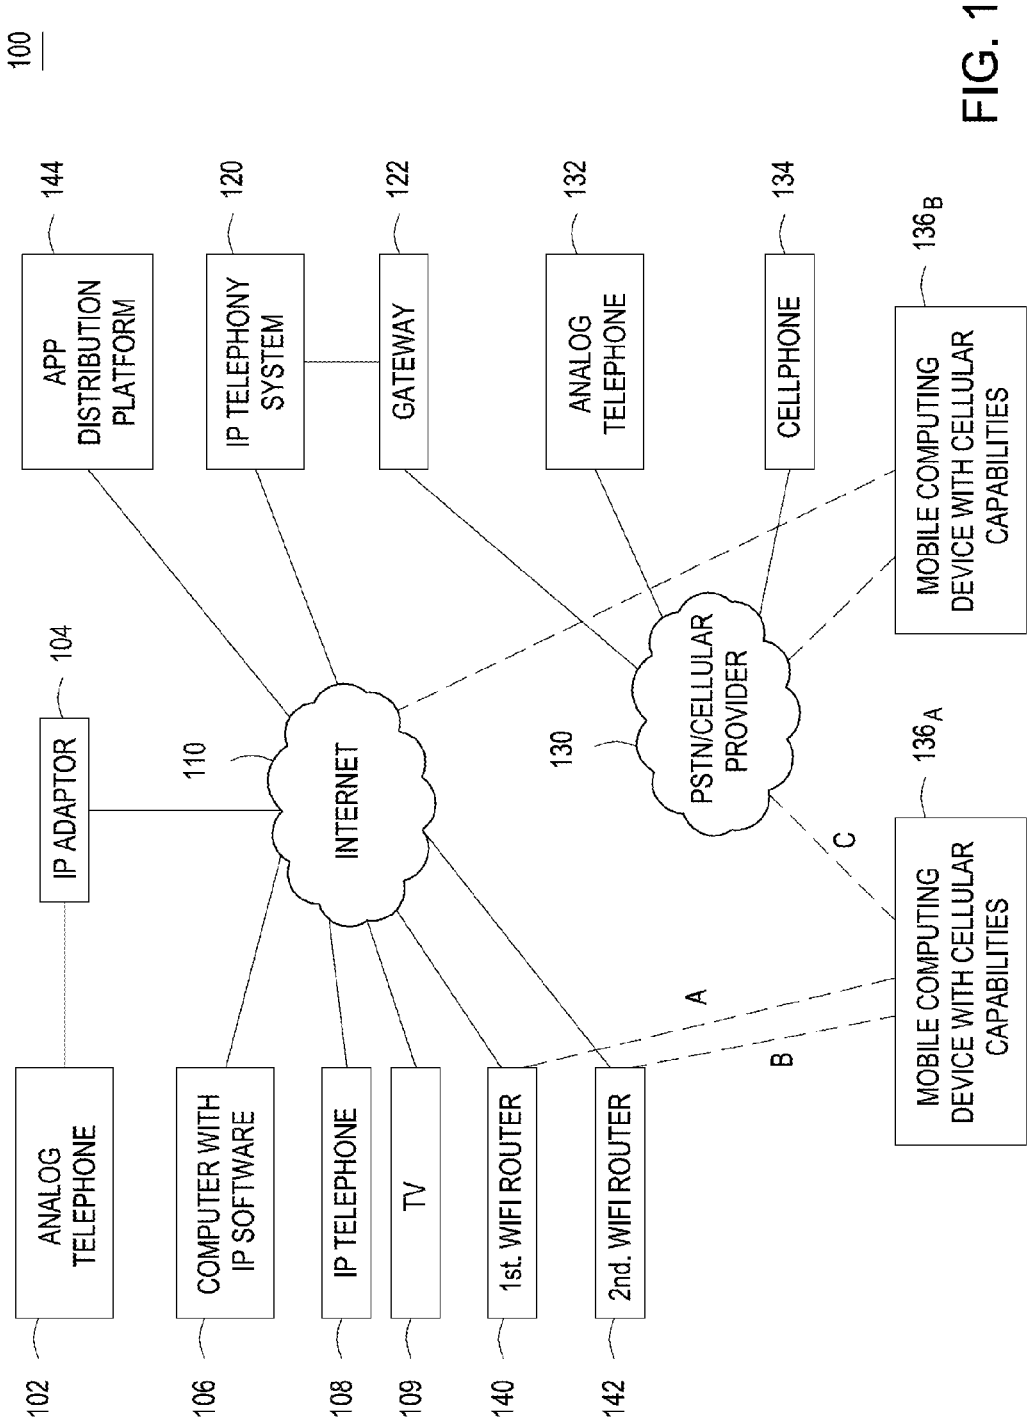 100
ANALOG
TELEPHONE
102
IP ADAPTOR
104
APP
DISTRIBUTION
PLATFORM
144
COMPUTER WITH
IP SOFTWARE
106
110
INTERNET
IP TELEPHONY
SYSTEM
120
IP TELEPHONE
108
TV
109
GATEWAY
122
1st. WIFI ROUTER
140
2nd. WIFI ROUTER
142
130
PSTN/CELLULAR
PROVIDER
ANALOG
TELEPHONE
132
CELLPHONE
134
A
B
C
MOBILE COMPUTING
DEVICE WITH CELLULAR
CAPABILITIES
136A
MOBILE COMPUTING
DEVICE WITH CELLULAR
CAPABILITIES
136B
FIG. 1